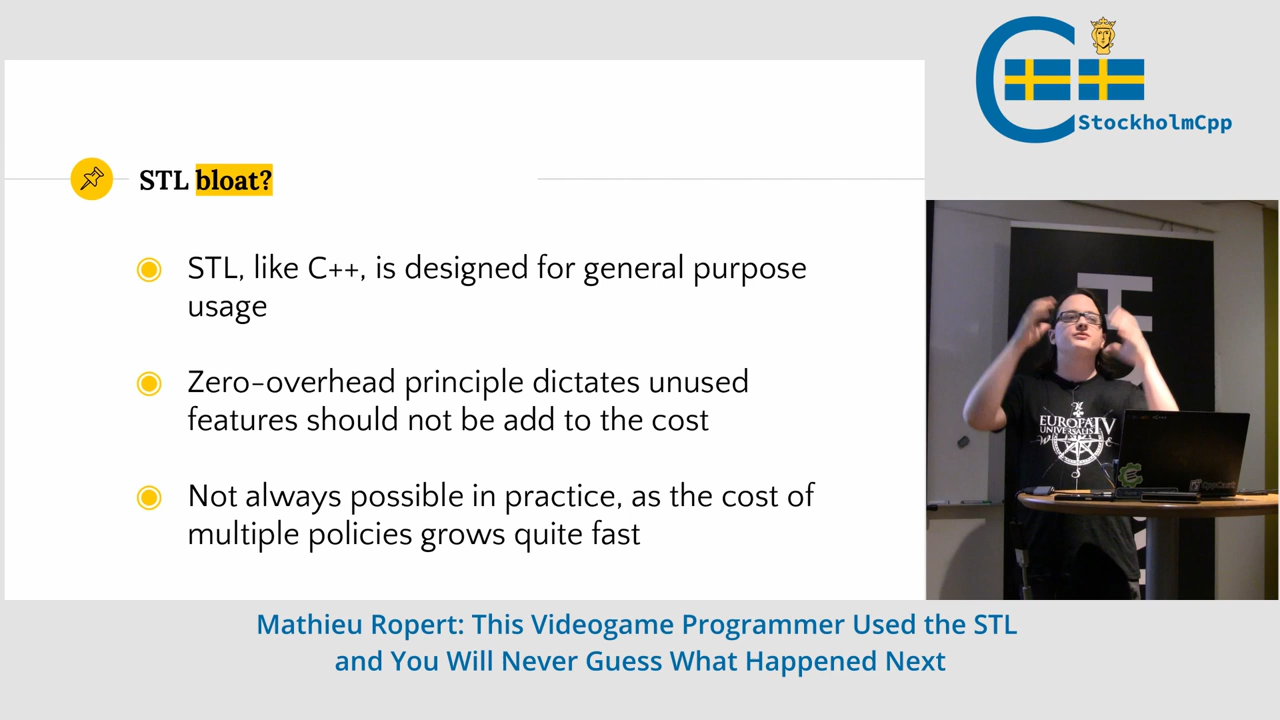 StockholmCpp
STL bloat?
STL, like C++, is designed for general purpose
usage
Zero-overhead principle dictates unused
features should not be add to the cost
Not always possible in practice, as the cost of
multiple policies grows quite fast
EUROPA IV
UNIVERSALIS
Mathieu Ropert: This Videogame Programmer Used the STL
and You Will Never Guess What Happened Next